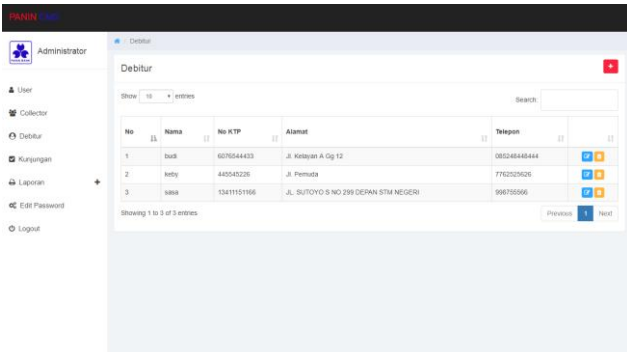 PANIN
Administrator
Debitur
Debitur
Show 10 entries
Search:
No Nama No KTP Alamat Telepon
1 budi 6076544433 Jl. Kelayan A Gg 12 085248448444
2 keby 445545226 Jl. Pemuda 7762525626
3 sasa 13411151166 JL. SUTOYO S NO 299 DEPAN STM NEGERI 996755566
Showing 1 to 3 of 3 entries
Previous 1 Next
User
Collector
Debitur
Kunjungan
Laporan
Edit Password
Logout